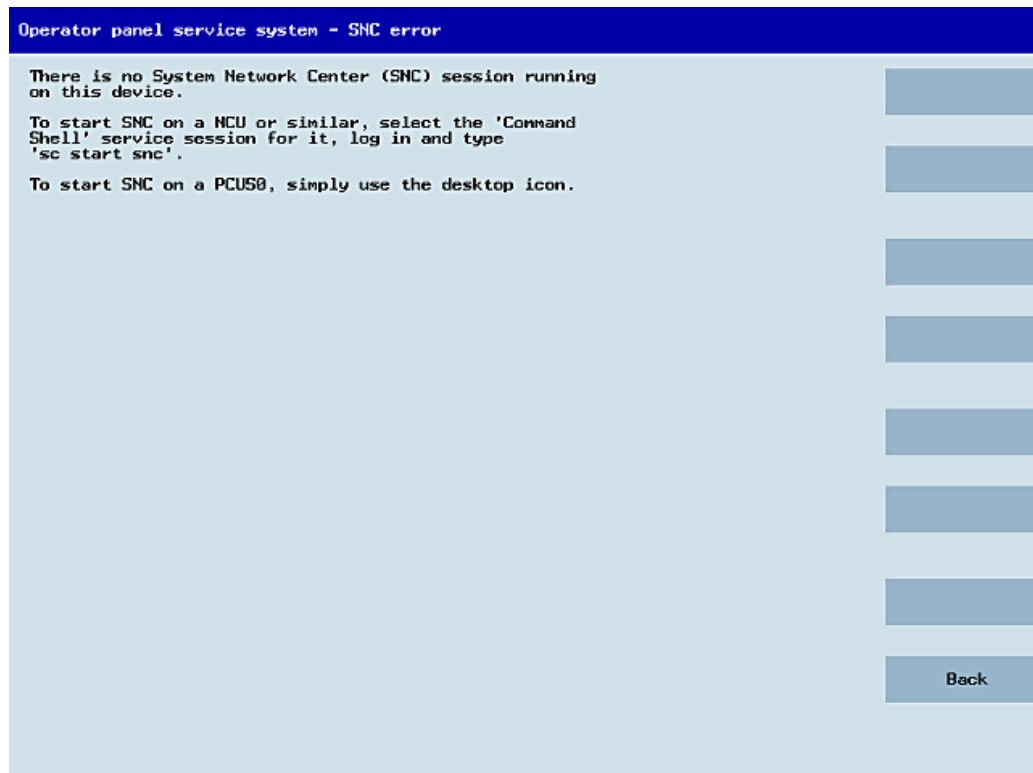 Operator panel service system - SNC error
There is no System Network Center (SNC) session running
on this device.
To start SNC on a NCU or similar, select the 'Command
Shell' service session for it, log in and type
'sc start snc'.
To start SNC on a PCU50, simply use the desktop icon.
Back